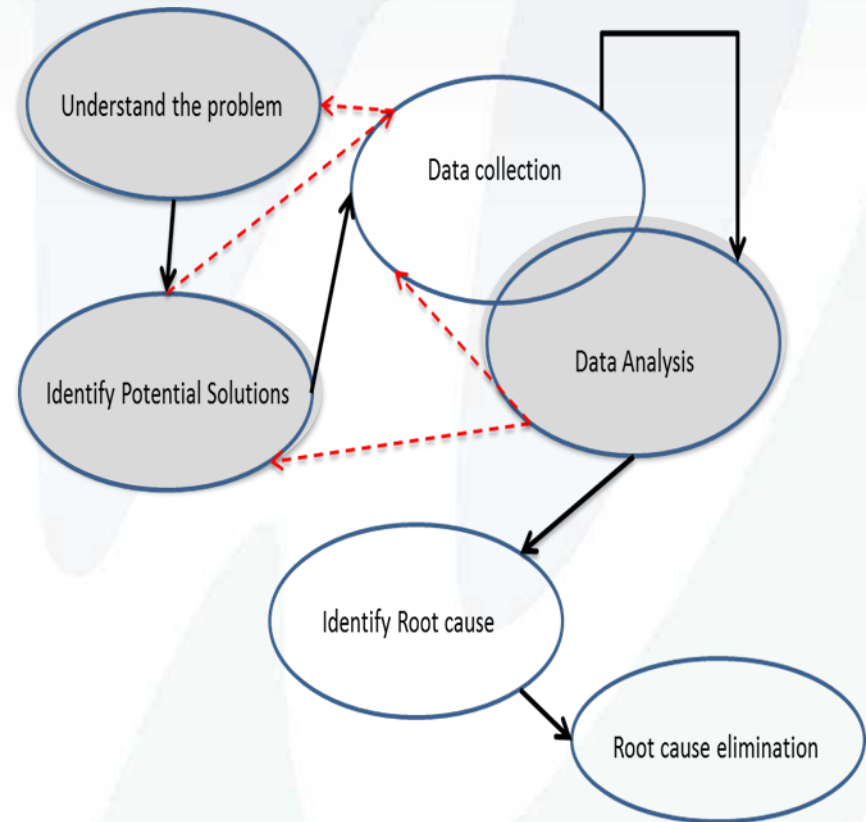 Understand the problem
Data collection
Data Analysis
Identify Potential Solutions
Identify Root cause
Root cause elimination